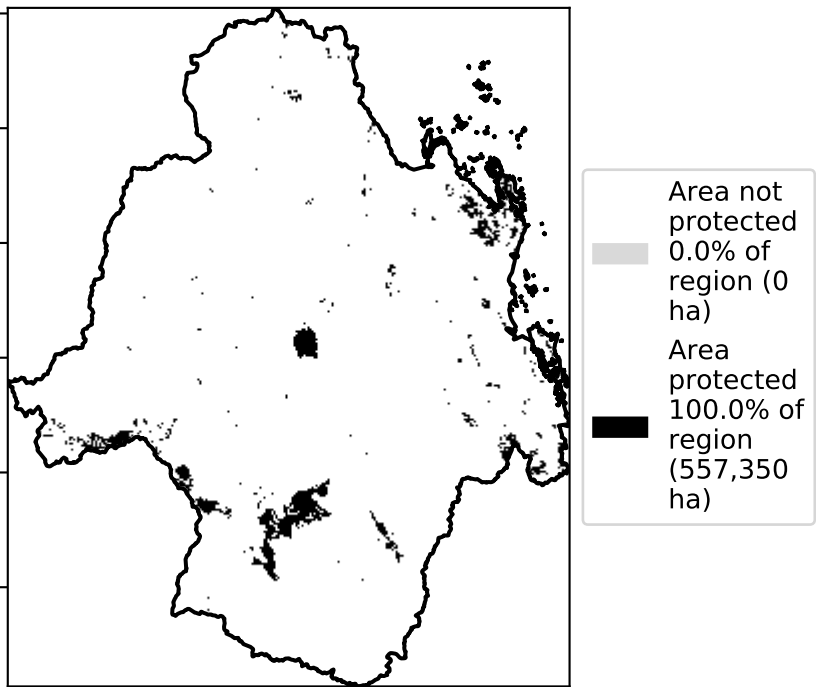 Area not
protected
0.0% of
region (0
ha)
Area
protected
100.0% of
region
(557,350
ha)